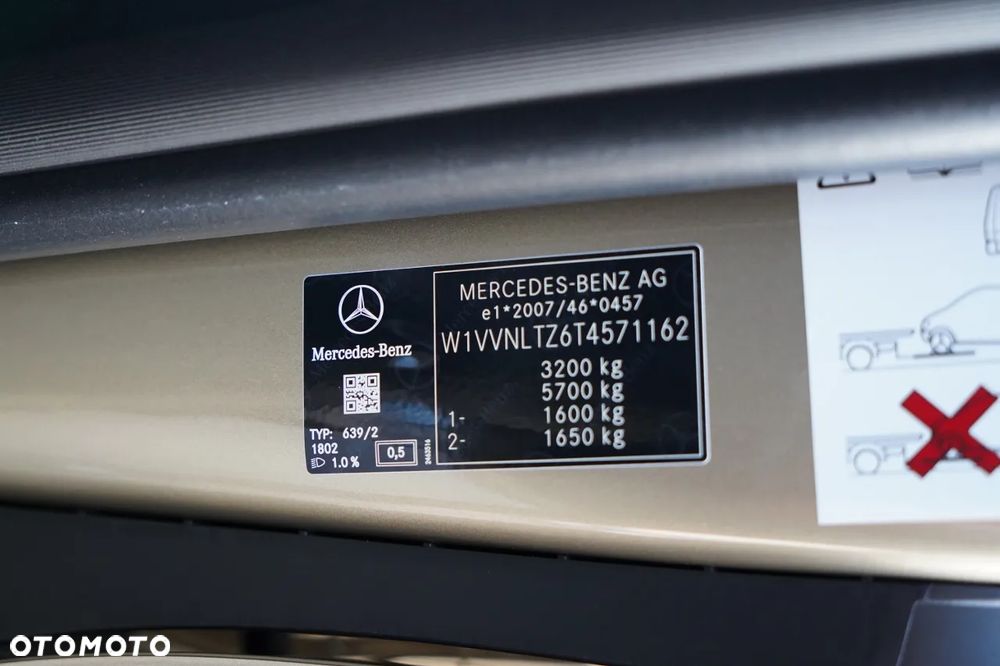 MERCEDES-BENZ AG
e1*2007/46*0457
W1VVNLTZ6T4571162
3200 kg
5700 kg
1- 1600 kg
2- 1650 kg
Mercedes-Benz
TYP: 639/2
1802
1.0 %
0,5
2463516
OTOMOTO